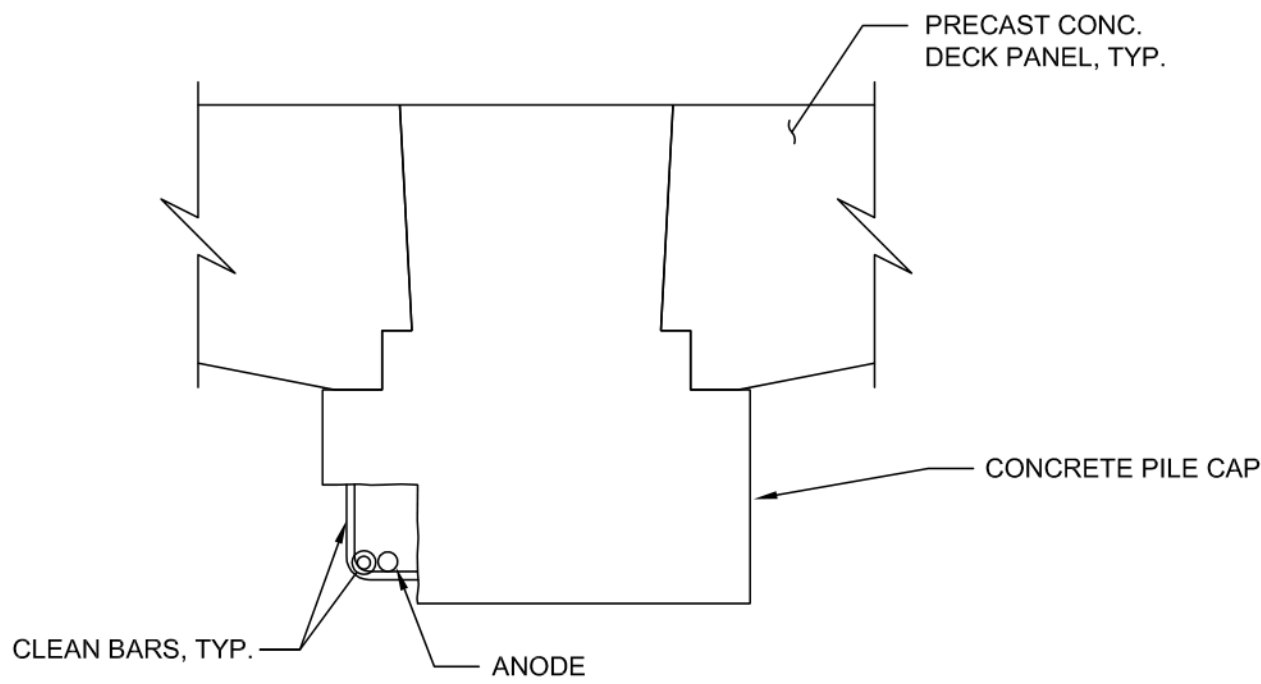 PRECAST CONC.
DECK PANEL, TYP.
CONCRETE PILE CAP
CLEAN BARS, TYP.
ANODE